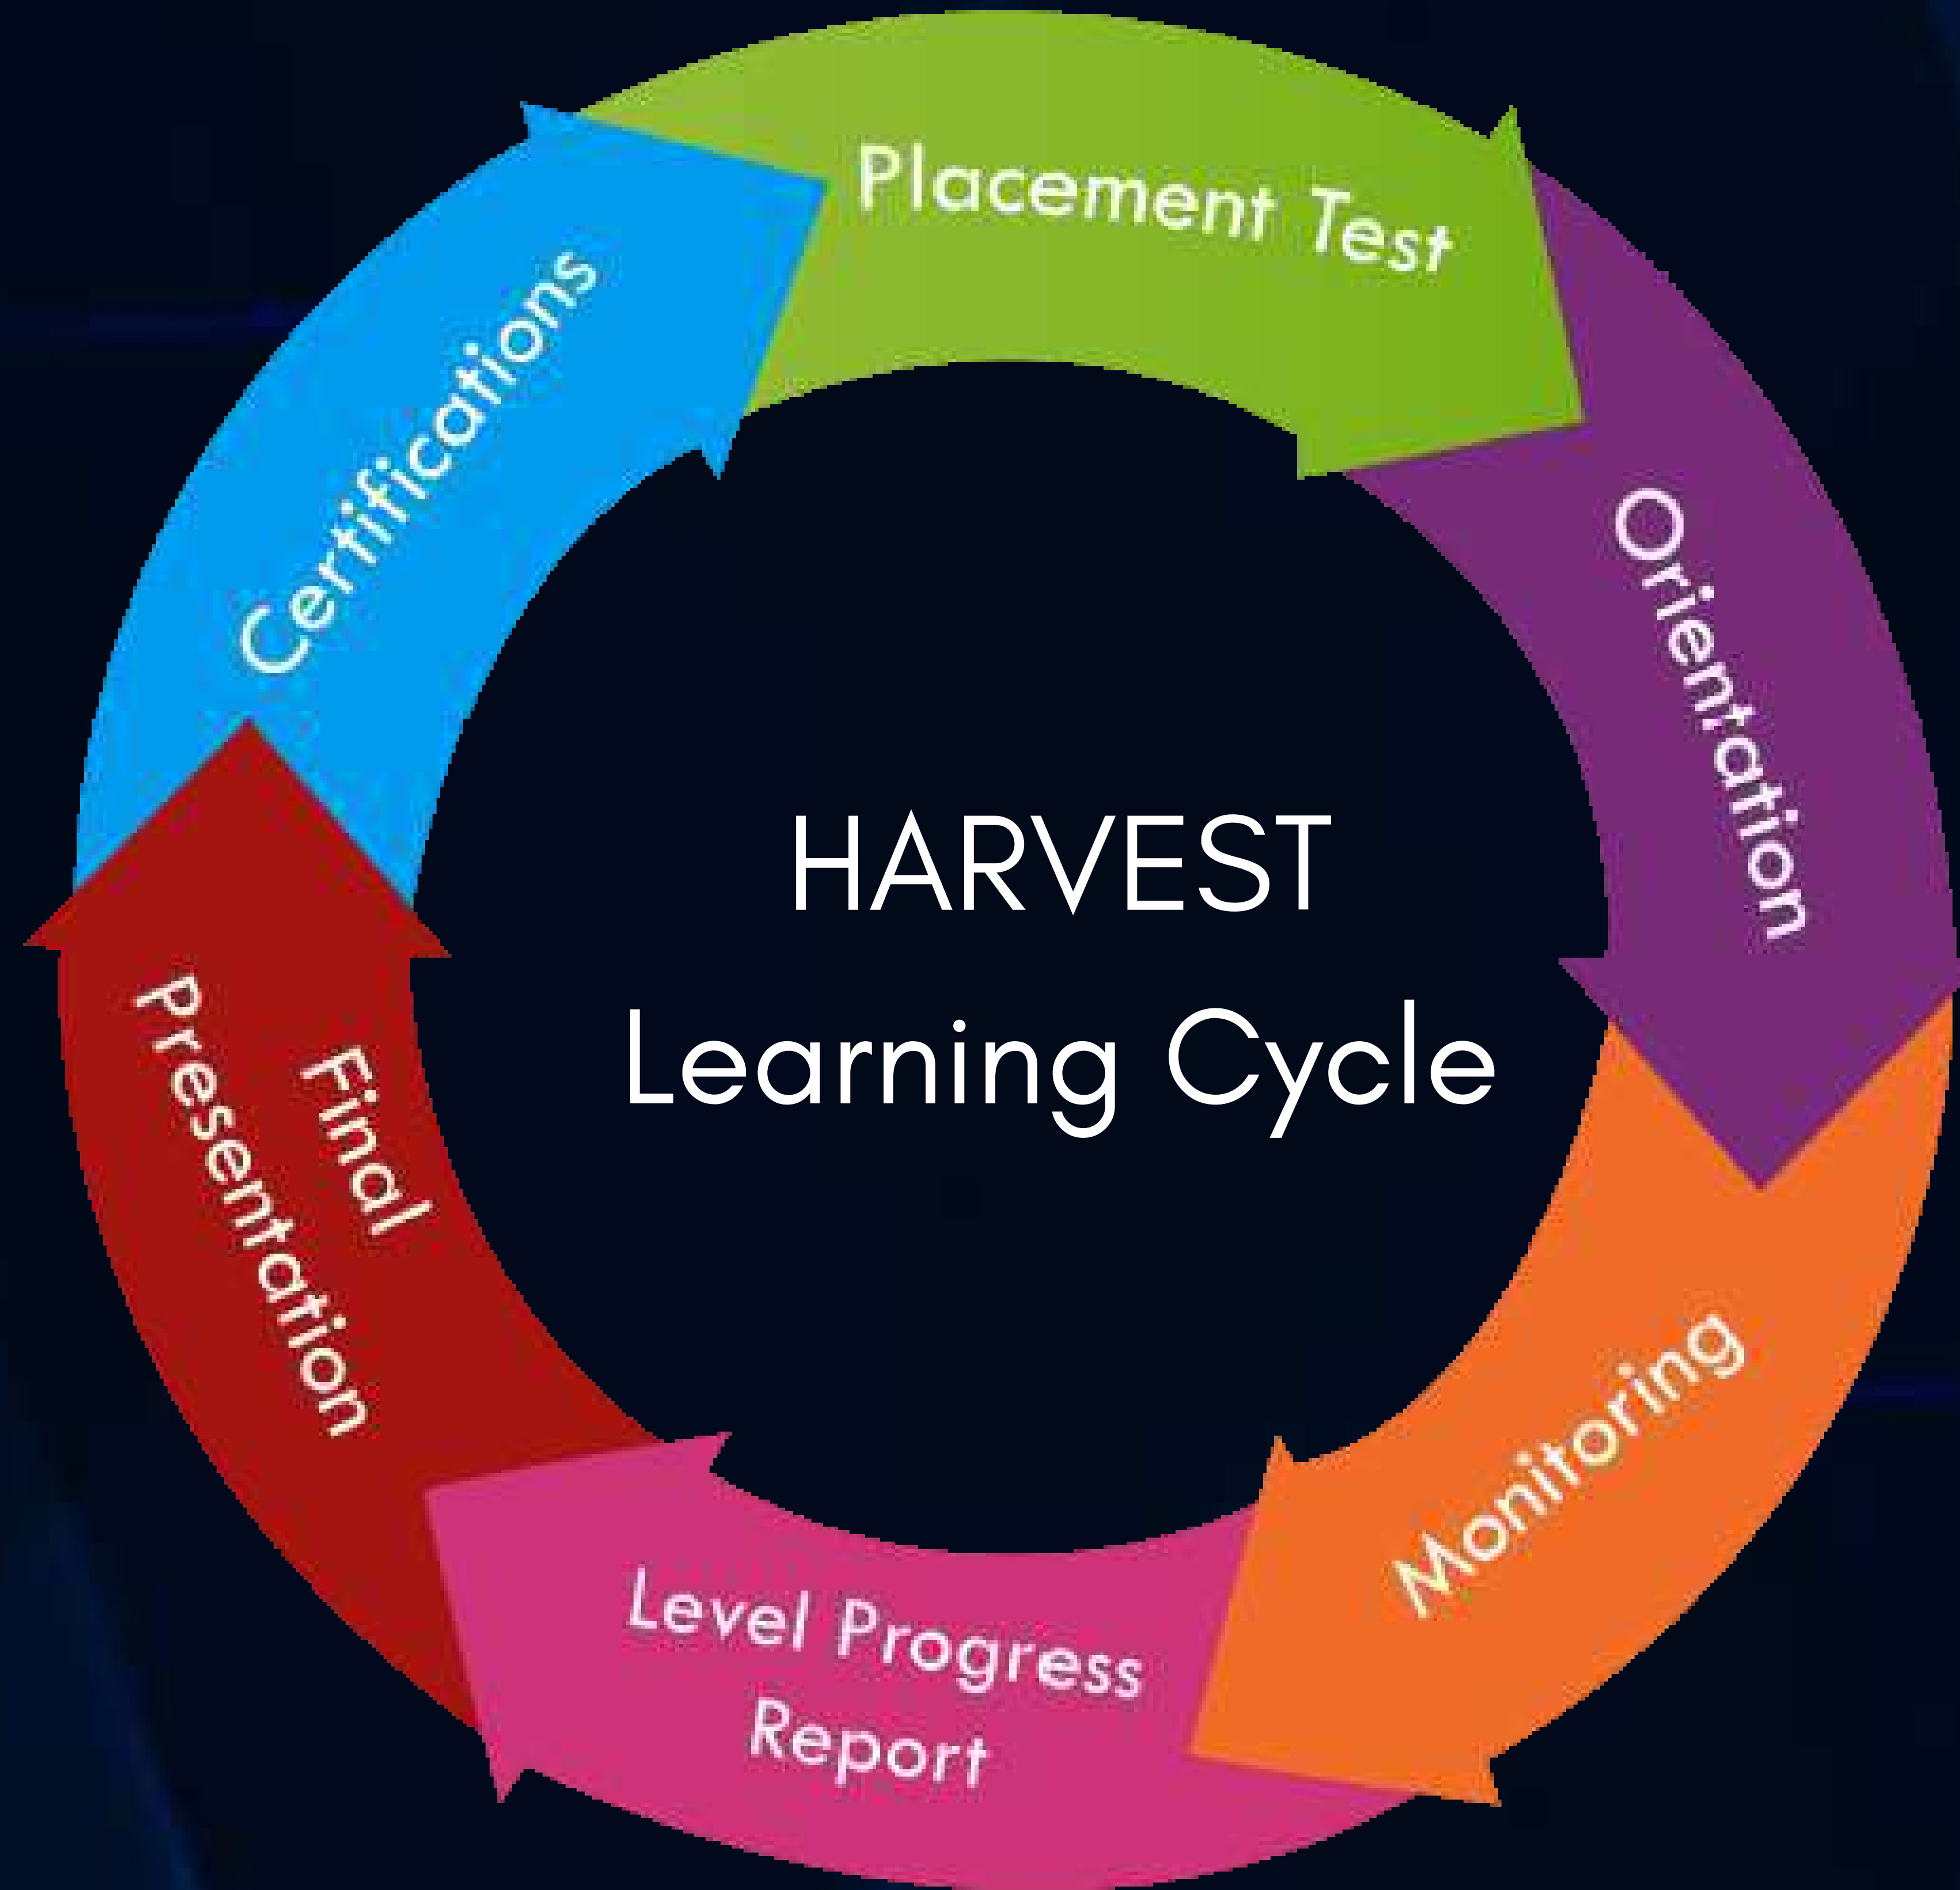 Placement Test
Orientation
Monitoring
Level Progress
Report
Final
Presentation
Certifications
HARVEST
Learning Cycle